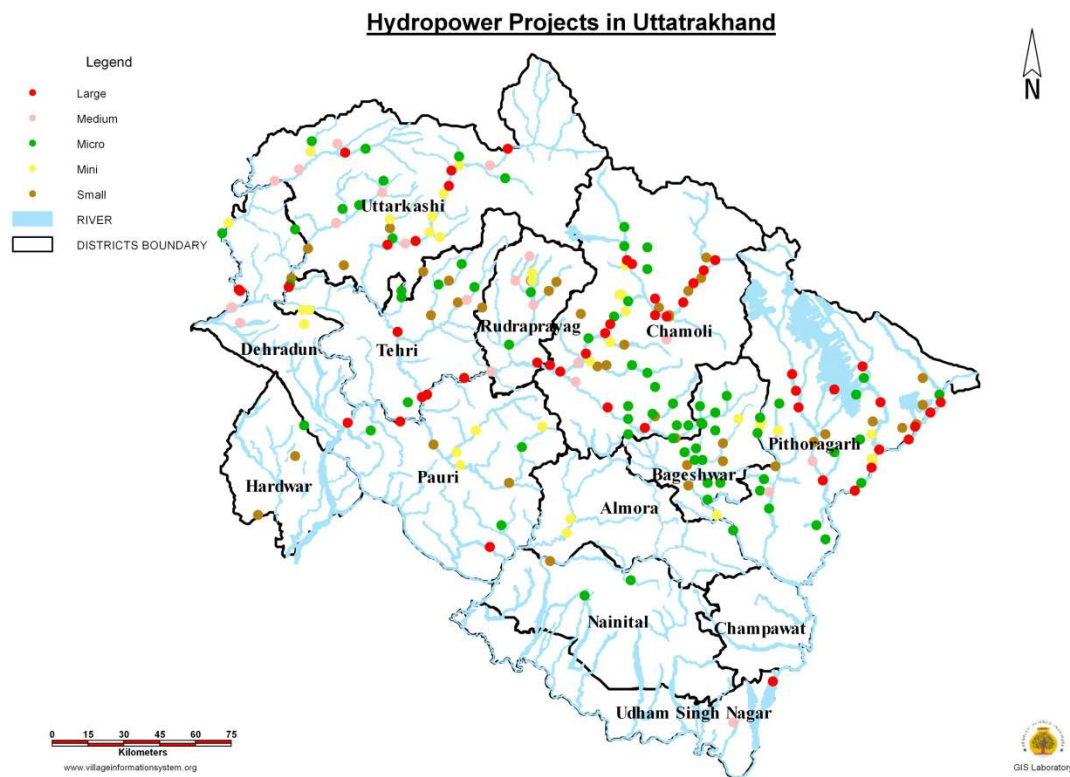 Hydropower Projects in Uttatrakhand
Legend
Large
Medium
Micro
Mini
Small
RIVER
DISTRICTS BOUNDARY
N
Uttarkashi
Dehradun
Tehri
Rudraprayag
Chamoli
Pithoragarh
Hardwar
Pauri
Bageshwar
Almora
Nainital
Champawat
Udham Singh Nagar
0 15 30 45 60 75
Kilometers
www.villageinformationsystem.org
GIS Laboratory